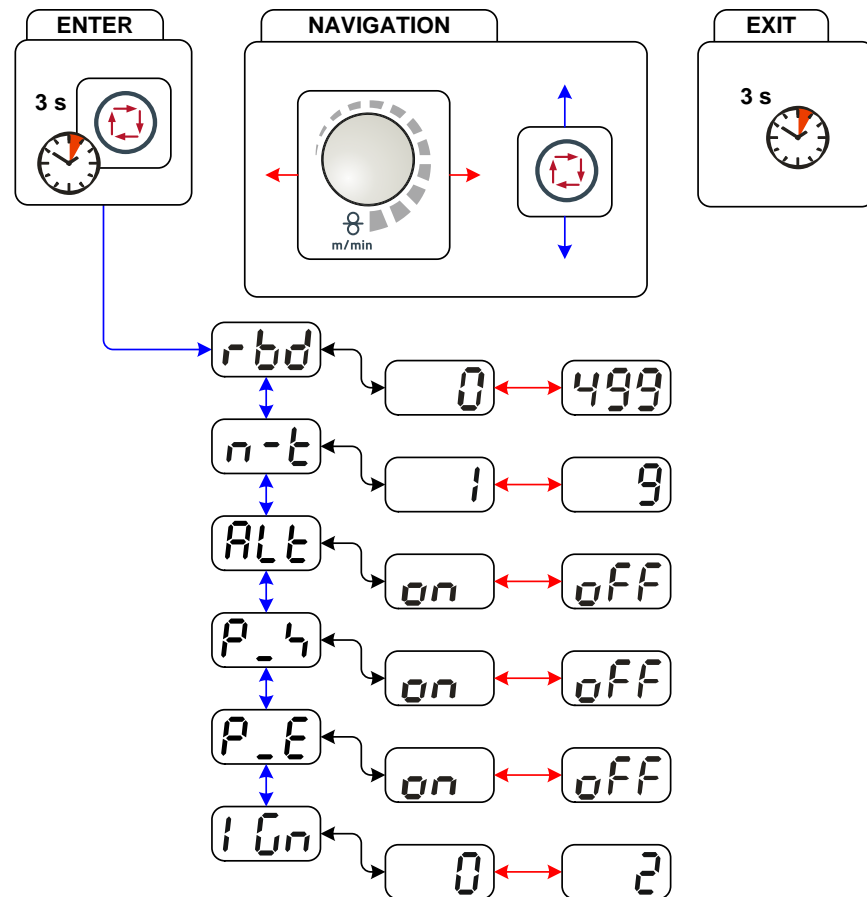 ENTER
NAVIGATION
EXIT
3 s
3 s
m/min
rbd
0
499
n-t
1
9
ALt
on
oFF
P_4
on
oFF
P_E
on
oFF
IGn
0
2